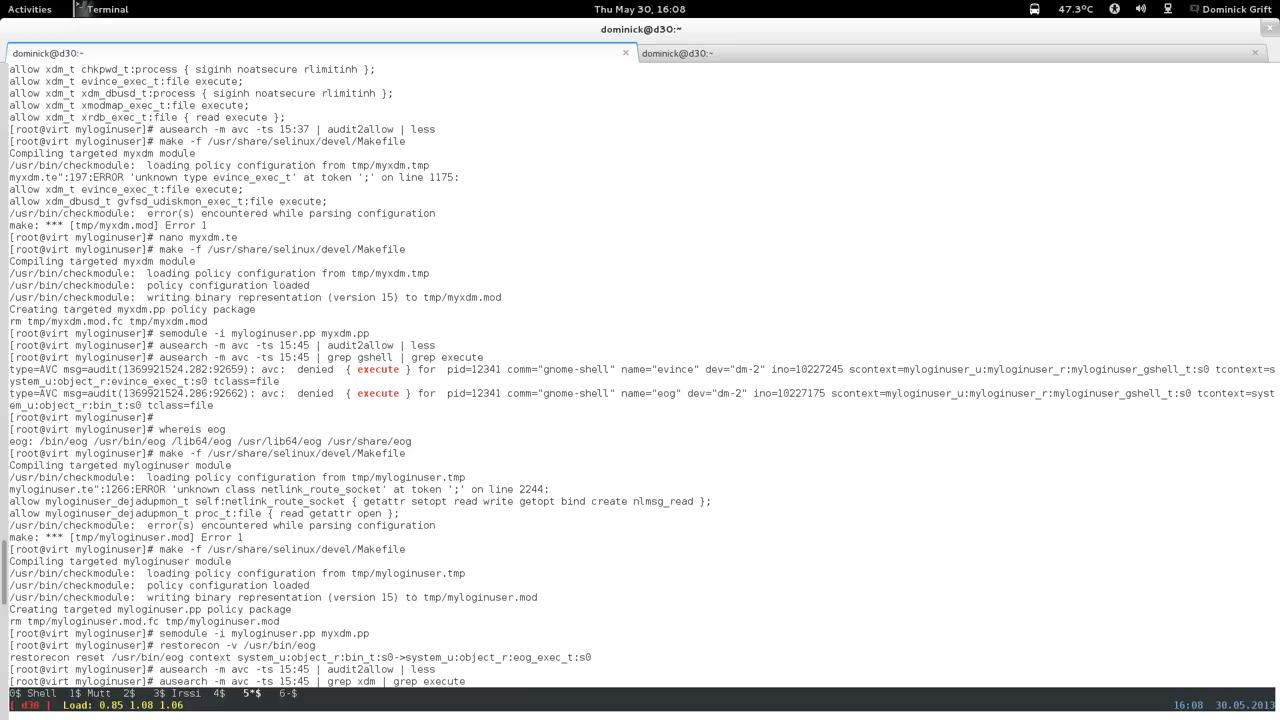 Activities Terminal Thu May 30, 16:08 47.3°C Dominick Grift
dominick@d30:~
dominick@d30:~ × dominick@d30:~ ×
allow xdm_t chkpwd_t:process { siginh noatsecure rlimitinh };
allow xdm_t evince_exec_t:file execute;
allow xdm_t xdm_dbusd_t:process { siginh noatsecure rlimitinh };
allow xdm_t xmodmap_exec_t:file execute;
allow xdm_t xrdb_exec_t:file { read execute };
[root@virt myloginuser]# ausearch -m avc -ts 15:37 | audit2allow | less
[root@virt myloginuser]# make -f /usr/share/selinux/devel/Makefile
Compiling targeted myxdm module
/usr/bin/checkmodule:  loading policy configuration from tmp/myxdm.tmp
myxdm.te":197:ERROR 'unknown type evince_exec_t' at token ';' on line 1175:
allow xdm_t evince_exec_t:file execute;
allow xdm_dbusd_t gvfsd_udiskmon_exec_t:file execute;
/usr/bin/checkmodule:  error(s) encountered while parsing configuration
make: *** [tmp/myxdm.mod] Error 1
[root@virt myloginuser]# nano myxdm.te
[root@virt myloginuser]# make -f /usr/share/selinux/devel/Makefile
Compiling targeted myxdm module
/usr/bin/checkmodule:  loading policy configuration from tmp/myxdm.tmp
/usr/bin/checkmodule:  policy configuration loaded
/usr/bin/checkmodule:  writing binary representation (version 15) to tmp/myxdm.mod
Creating targeted myxdm.pp policy package
rm tmp/myxdm.mod.fc tmp/myxdm.mod
[root@virt myloginuser]# semodule -i myloginuser.pp myxdm.pp
[root@virt myloginuser]# ausearch -m avc -ts 15:45 | audit2allow | less
[root@virt myloginuser]# ausearch -m avc -ts 15:45 | grep gshell | grep execute
type=AVC msg=audit(1369921524.282:92659): avc:  denied  { execute } for  pid=12341 comm="gnome-shell" name="evince" dev="dm-2" ino=10227245 scontext=myloginuser_u:myloginuser_r:myloginuser_gshell_t:s0 tcontext=s
ystem_u:object_r:evince_exec_t:s0 tclass=file
type=AVC msg=audit(1369921524.286:92662): avc:  denied  { execute } for  pid=12341 comm="gnome-shell" name="eog" dev="dm-2" ino=10227175 scontext=myloginuser_u:myloginuser_r:myloginuser_gshell_t:s0 tcontext=syst
em_u:object_r:bin_t:s0 tclass=file
[root@virt myloginuser]#
[root@virt myloginuser]# whereis eog
eog: /bin/eog /usr/bin/eog /lib64/eog /usr/lib64/eog /usr/share/eog
[root@virt myloginuser]# make -f /usr/share/selinux/devel/Makefile
Compiling targeted myloginuser module
/usr/bin/checkmodule:  loading policy configuration from tmp/myloginuser.tmp
myloginuser.te":1266:ERROR 'unknown class netlink_route_socket' at token ';' on line 2244:
allow myloginuser_dejadupmon_t self:netlink_route_socket { getattr setopt read write getopt bind create nlmsg_read };
allow myloginuser_dejadupmon_t proc_t:file { read getattr open };
/usr/bin/checkmodule:  error(s) encountered while parsing configuration
make: *** [tmp/myloginuser.mod] Error 1
[root@virt myloginuser]# make -f /usr/share/selinux/devel/Makefile
Compiling targeted myloginuser module
/usr/bin/checkmodule:  loading policy configuration from tmp/myloginuser.tmp
/usr/bin/checkmodule:  policy configuration loaded
/usr/bin/checkmodule:  writing binary representation (version 15) to tmp/myloginuser.mod
Creating targeted myloginuser.pp policy package
rm tmp/myloginuser.mod.fc tmp/myloginuser.mod
[root@virt myloginuser]# semodule -i myloginuser.pp myxdm.pp
[root@virt myloginuser]# restorecon -v /usr/bin/eog
restorecon reset /usr/bin/eog context system_u:object_r:bin_t:s0->system_u:object_r:eog_exec_t:s0
[root@virt myloginuser]# ausearch -m avc -ts 15:45 | audit2allow | less
[root@virt myloginuser]# ausearch -m avc -ts 15:45 | grep xdm | grep execute
0$ Shell  1$ Mutt  2$  3$ Irssi  4$  5*$  6-$
[ d30 ]  Load: 0.85 1.08 1.06 16:08  30.05.2013